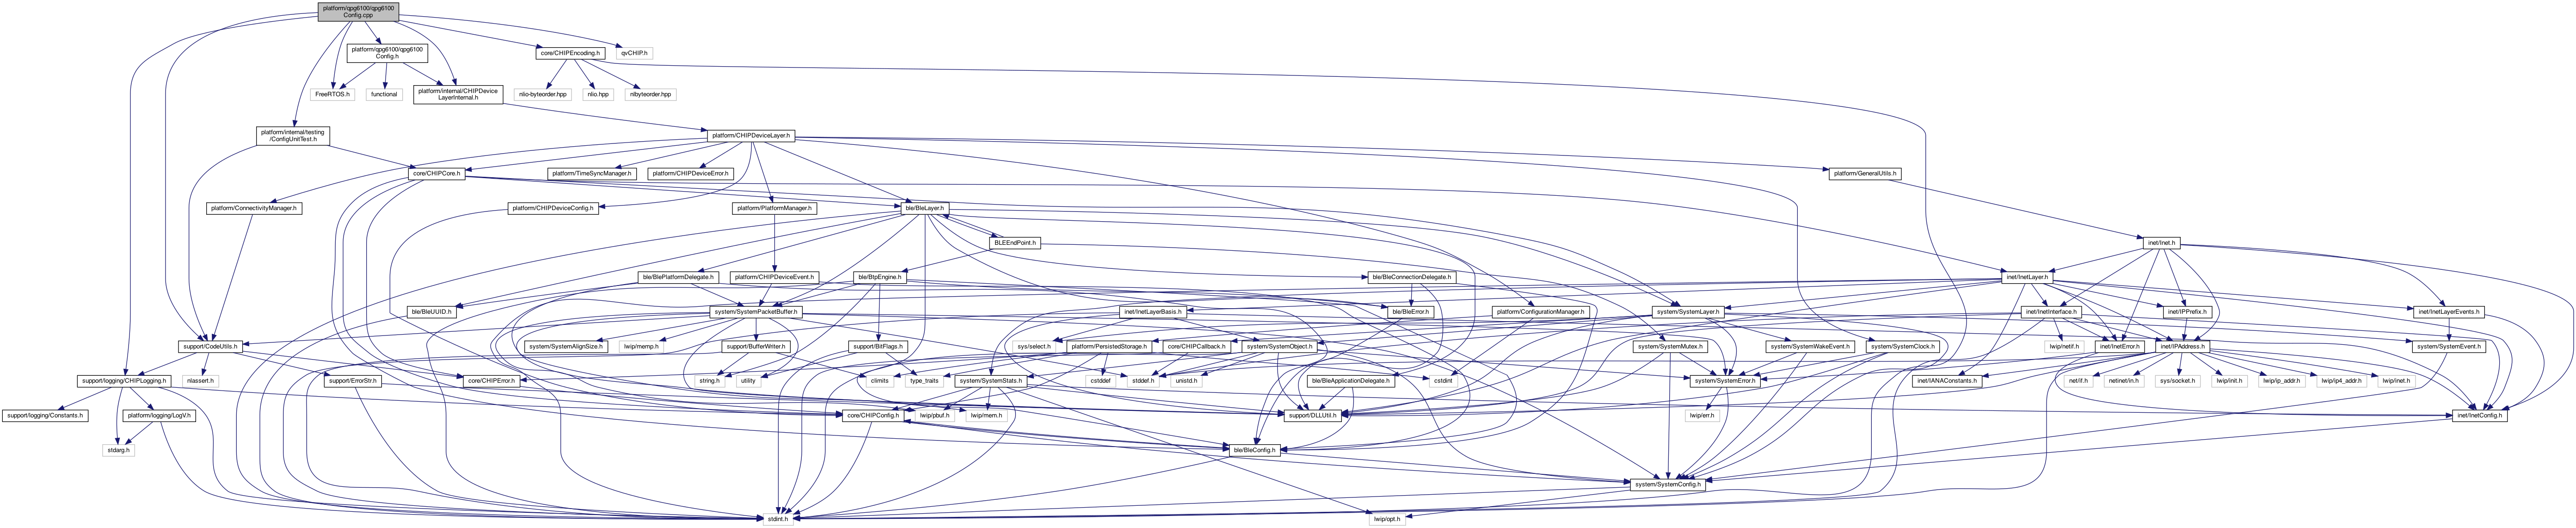 platform/qpg6100/qpg6100
Config.cpp
platform/qpg6100/qpg6100
Config.h
core/CHIPEncoding.h
qvCHIP.h
FreeRTOS.h
functional
platform/internal/CHIPDevice
LayerInternal.h
nlio-byteorder.hpp
nlio.hpp
nlbyteorder.hpp
platform/internal/testing
/ConfigUnitTest.h
platform/CHIPDeviceLayer.h
core/CHIPCore.h
platform/TimeSyncManager.h
platform/CHIPDeviceError.h
platform/GeneralUtils.h
platform/ConnectivityManager.h
platform/CHIPDeviceConfig.h
platform/PlatformManager.h
ble/BleLayer.h
BLEEndPoint.h
inet/Inet.h
ble/BlePlatformDelegate.h
platform/CHIPDeviceEvent.h
ble/BtpEngine.h
ble/BleConnectionDelegate.h
inet/InetLayer.h
ble/BleUUID.h
system/SystemPacketBuffer.h
inet/InetLayerBasis.h
ble/BleError.h
platform/ConfigurationManager.h
system/SystemLayer.h
inet/InetInterface.h
inet/IPPrefix.h
inet/InetLayerEvents.h
support/CodeUtils.h
system/SystemAlignSize.h
lwip/memp.h
support/BufferWriter.h
support/BitFlags.h
sys/select.h
platform/PersistedStorage.h
core/CHIPCallback.h
system/SystemObject.h
system/SystemMutex.h
system/SystemWakeEvent.h
system/SystemClock.h
lwip/netif.h
inet/InetError.h
inet/IPAddress.h
system/SystemEvent.h
support/logging/CHIPLogging.h
nlassert.h
support/ErrorStr.h
core/CHIPError.h
string.h
utility
climits
type_traits
system/SystemStats.h
cstddef
stddef.h
unistd.h
cstdint
ble/BleApplicationDelegate.h
system/SystemError.h
inet/IANAConstants.h
net/if.h
netinet/in.h
sys/socket.h
lwip/init.h
lwip/ip_addr.h
lwip/ip4_addr.h
lwip/inet.h
support/logging/Constants.h
platform/logging/LogV.h
core/CHIPConfig.h
lwip/pbuf.h
lwip/mem.h
support/DLLUtil.h
lwip/err.h
inet/InetConfig.h
stdarg.h
ble/BleConfig.h
system/SystemConfig.h
stdint.h
lwip/opt.h